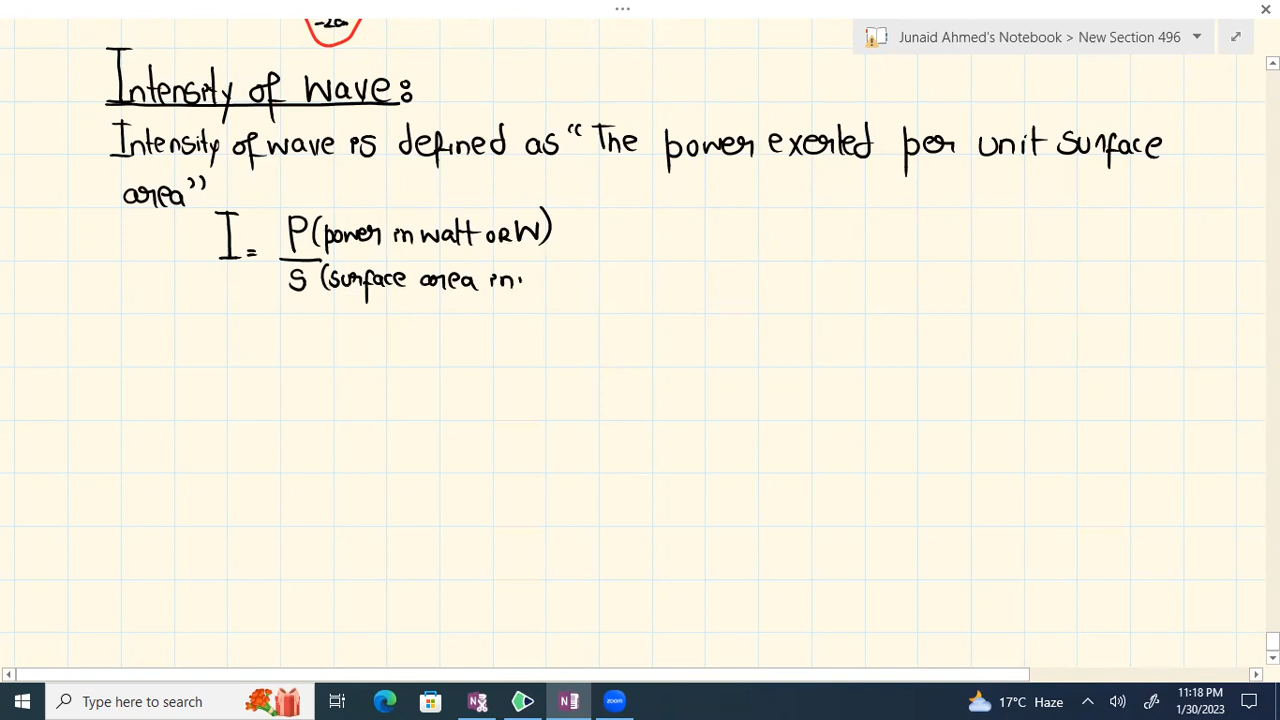 -2a
Junaid Ahmed's Notebook > New Section 496
Intensity of wave:
Intensity of wave is defined as “The power exerted per unit surface
area”
I = P (power in watt OR W)
S (surface area in
Type here to search
zoom
17°C Haze
11:18 PM
1/30/2023